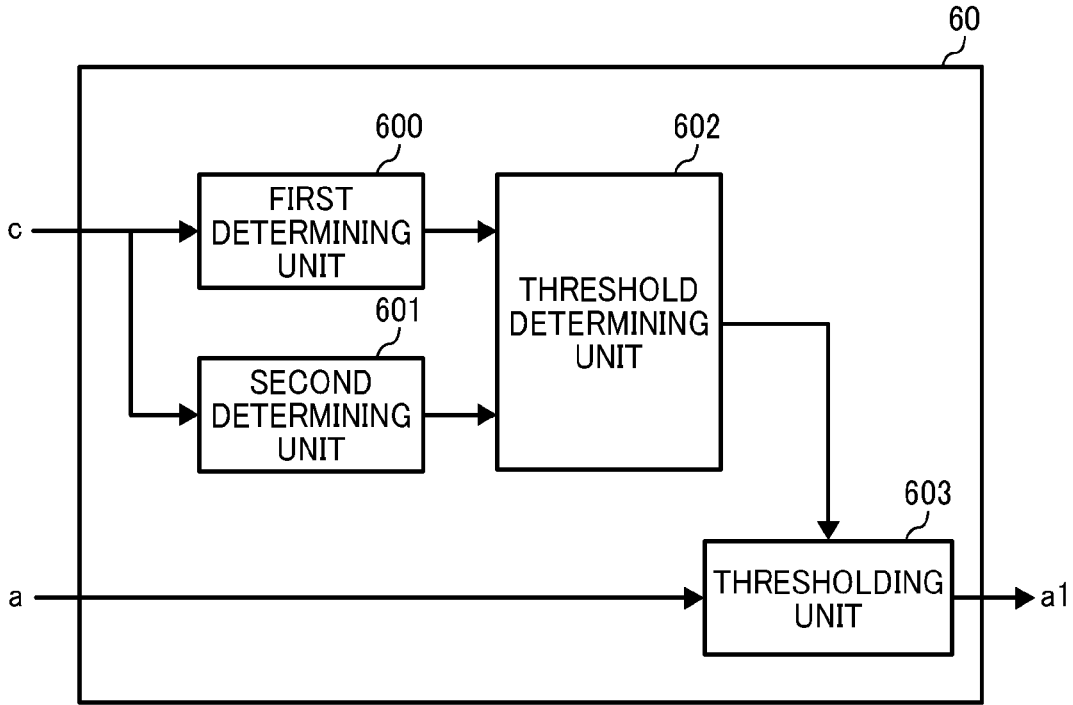 60
600
602
FIRST
DETERMINING
UNIT
c
THRESHOLD
DETERMINING
UNIT
601
SECOND
DETERMINING
UNIT
603
THRESHOLDING
UNIT
a
a1